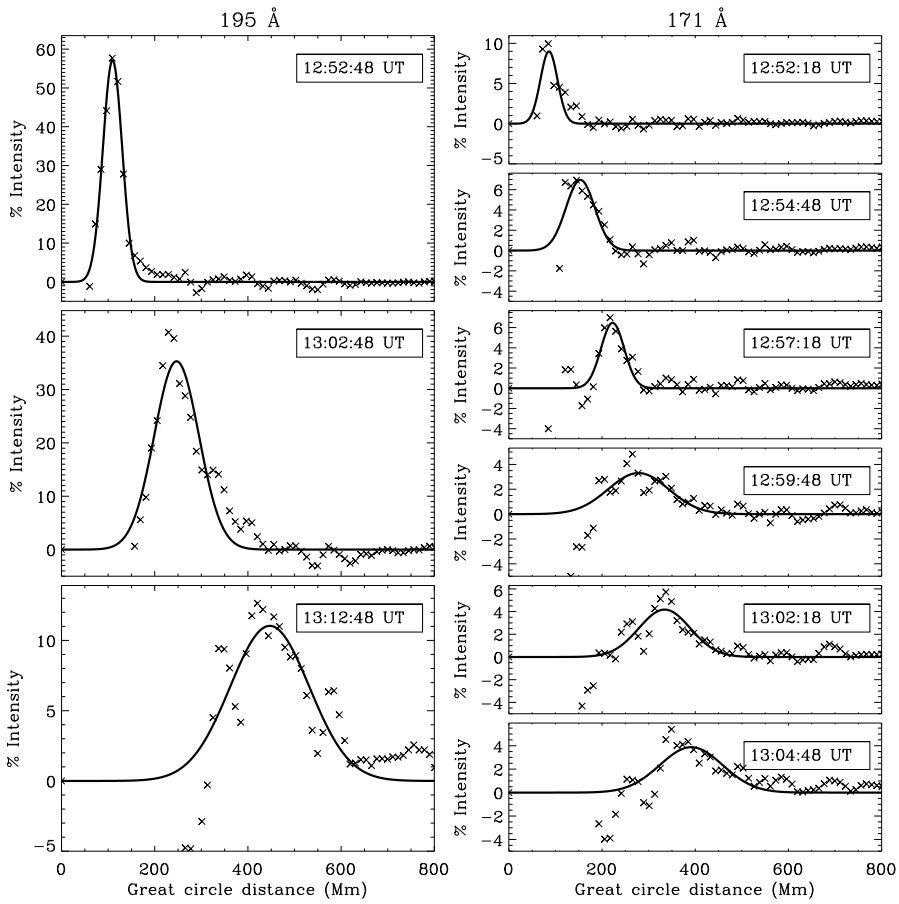 195 Å
171 Å
% Intensity
60
50
40
30
20
10
0
12:52:48 UT
% Intensity
10
5
0
−5
12:52:18 UT
% Intensity
6
4
2
0
−2
−4
12:54:48 UT
% Intensity
40
30
20
10
0
13:02:48 UT
% Intensity
6
4
2
0
−2
−4
12:57:18 UT
% Intensity
4
2
0
−2
−4
12:59:48 UT
% Intensity
10
5
0
−5
13:12:48 UT
% Intensity
6
4
2
0
−2
−4
13:02:18 UT
% Intensity
4
2
0
−2
−4
13:04:48 UT
0 200 400 600 800
Great circle distance (Mm)
0 200 400 600 800
Great circle distance (Mm)